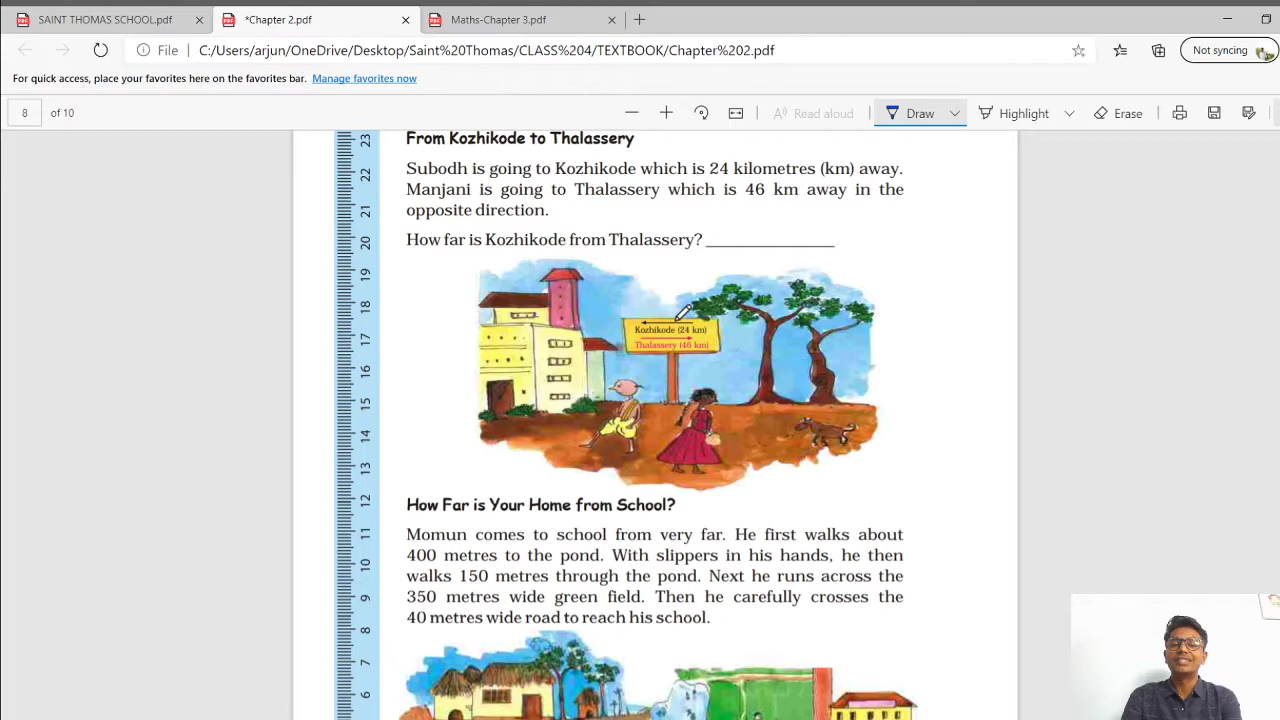 SAINT THOMAS SCHOOL.pdf
*Chapter 2.pdf
Maths-Chapter 3.pdf
File
C:/Users/arjun/OneDrive/Desktop/Saint%20Thomas/CLASS%204/TEXTBOOK/Chapter%202.pdf
Not syncing
For quick access, place your favorites here on the favorites bar. Manage favorites now
8 of 10
Read aloud
Draw
Highlight
Erase
From Kozhikode to Thalassery
Subodh is going to Kozhikode which is 24 kilometres (km) away.
Manjani is going to Thalassery which is 46 km away in the
opposite direction.
How far is Kozhikode from Thalassery? _______________
Kozhikode (24 km)
Thalassery (46 km)
How Far is Your Home from School?
Momun comes to school from very far. He first walks about
400 metres to the pond. With slippers in his hands, he then
walks 150 metres through the pond. Next he runs across the
350 metres wide green field. Then he carefully crosses the
40 metres wide road to reach his school.
23
22
21
20
19
18
17
16
15
14
13
12
11
10
9
8
7
6